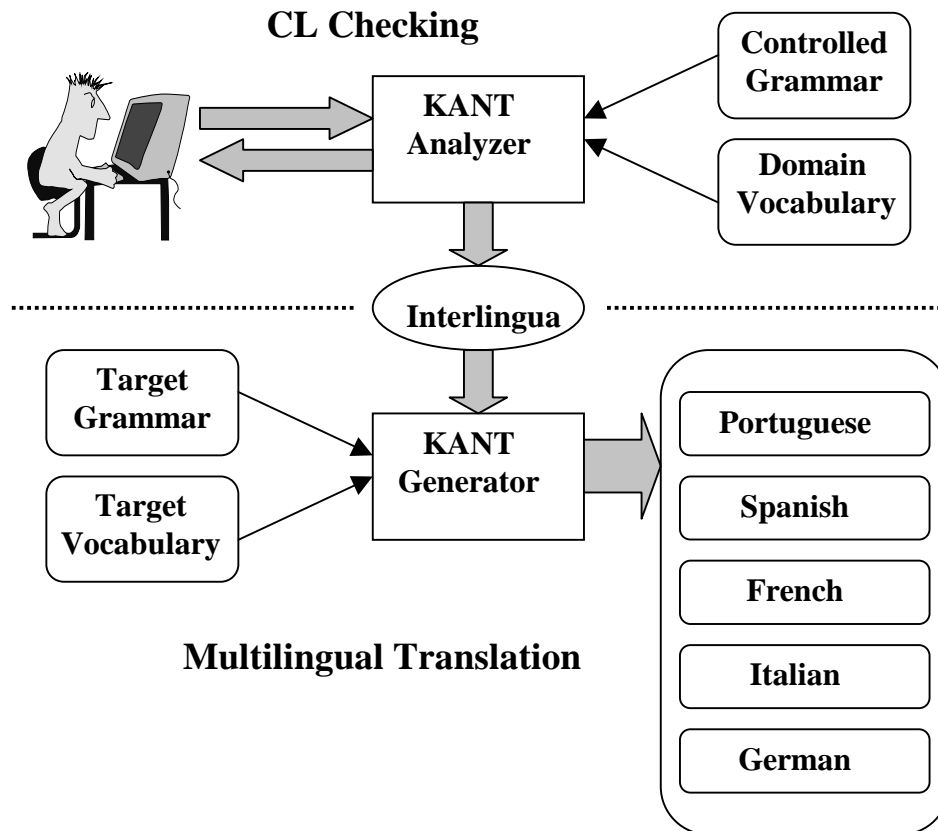 CL Checking
KANT
Analyzer
Controlled
Grammar
Domain
Vocabulary
Interlingua
Target
Grammar
Target
Vocabulary
KANT
Generator
Portuguese
Spanish
French
Italian
German
Multilingual Translation